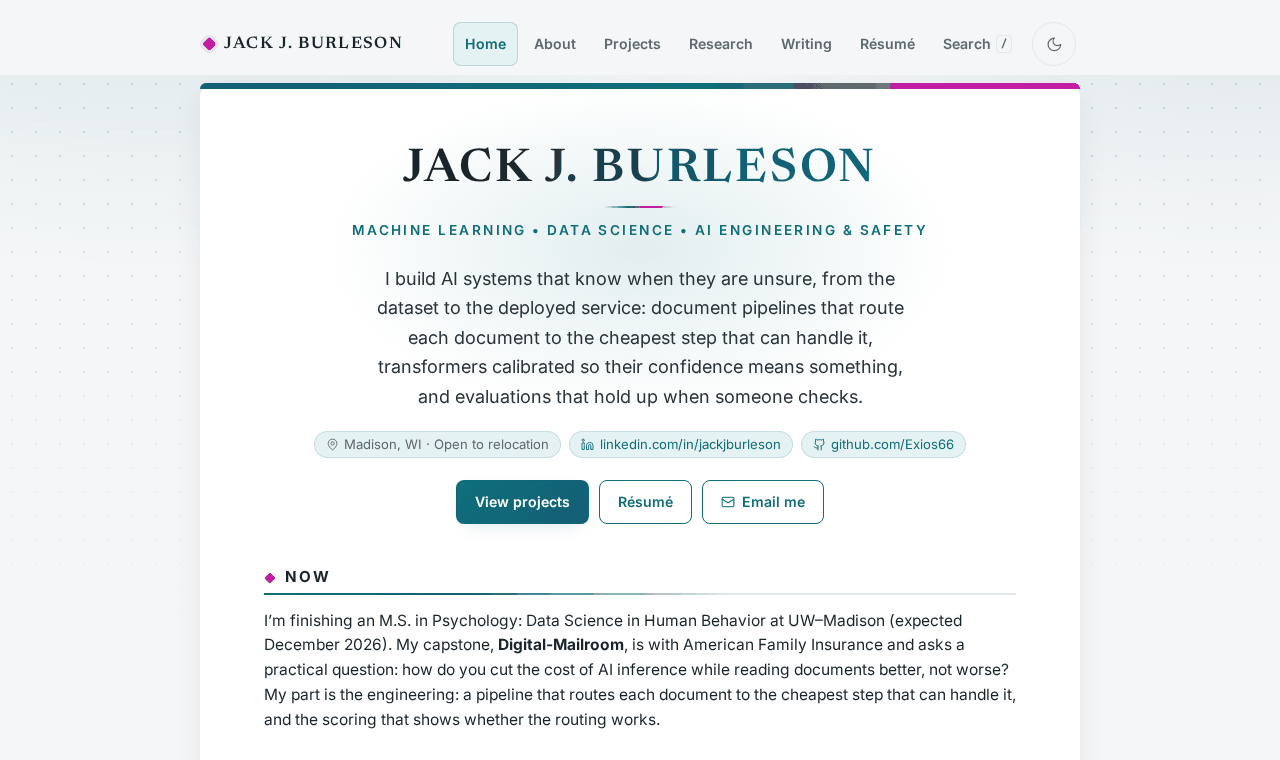 JACK J. BURLESON
Home
About
Projects
Research
Writing
Résumé
Search /
JACK J. BURLESON
MACHINE LEARNING • DATA SCIENCE • AI ENGINEERING & SAFETY
I build AI systems that know when they are unsure, from the
dataset to the deployed service: document pipelines that route
each document to the cheapest step that can handle it,
transformers calibrated so their confidence means something,
and evaluations that hold up when someone checks.
Madison, WI · Open to relocation
linkedin.com/in/jackjburleson
github.com/Exios66
View projects
Résumé
Email me
NOW
I’m finishing an M.S. in Psychology: Data Science in Human Behavior at UW–Madison (expected
December 2026). My capstone, Digital-Mailroom, is with American Family Insurance and asks a
practical question: how do you cut the cost of AI inference while reading documents better, not worse?
My part is the engineering: a pipeline that routes each document to the cheapest step that can handle it,
and the scoring that shows whether the routing works.